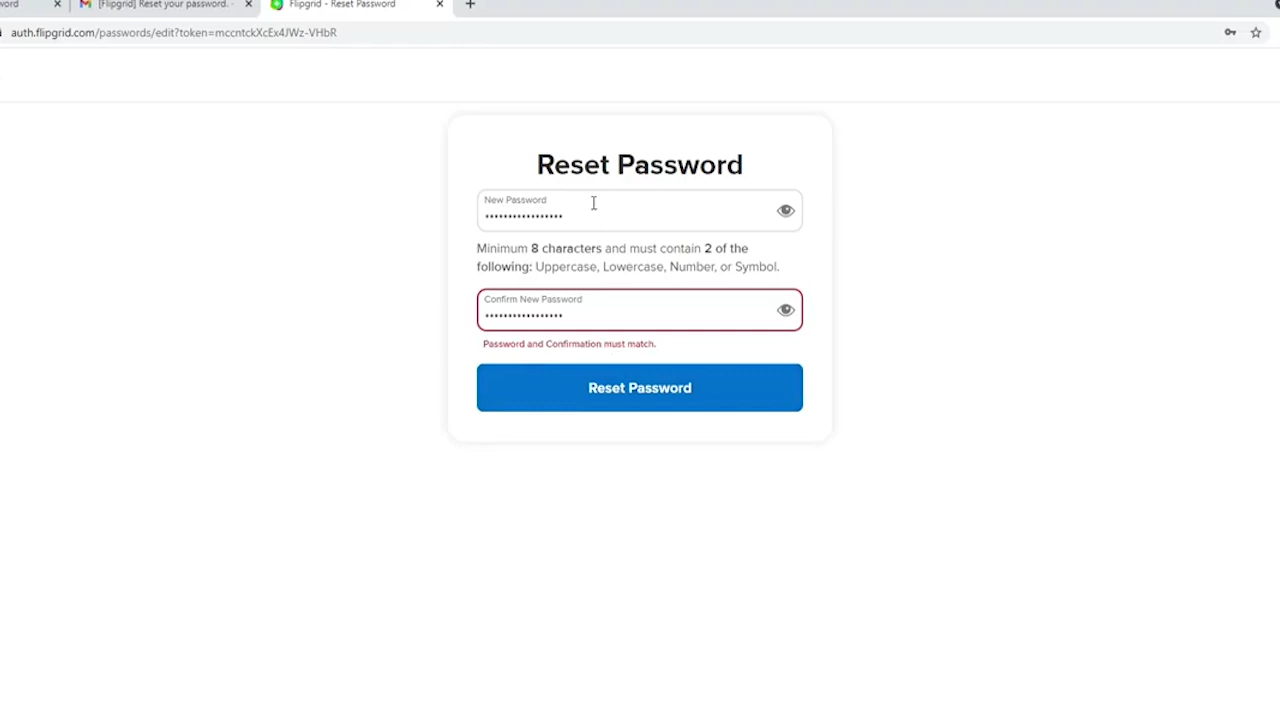 word
[Flipgrid] Reset your password. -
Flipgrid - Reset Password
auth.flipgrid.com/passwords/edit?token=mccntckXcEx4JWz-VHbR
Reset Password
New Password
•••••••••••••••••
Minimum 8 characters and must contain 2 of the
following: Uppercase, Lowercase, Number, or Symbol.
Confirm New Password
•••••••••••••••••
Password and Confirmation must match.
Reset Password